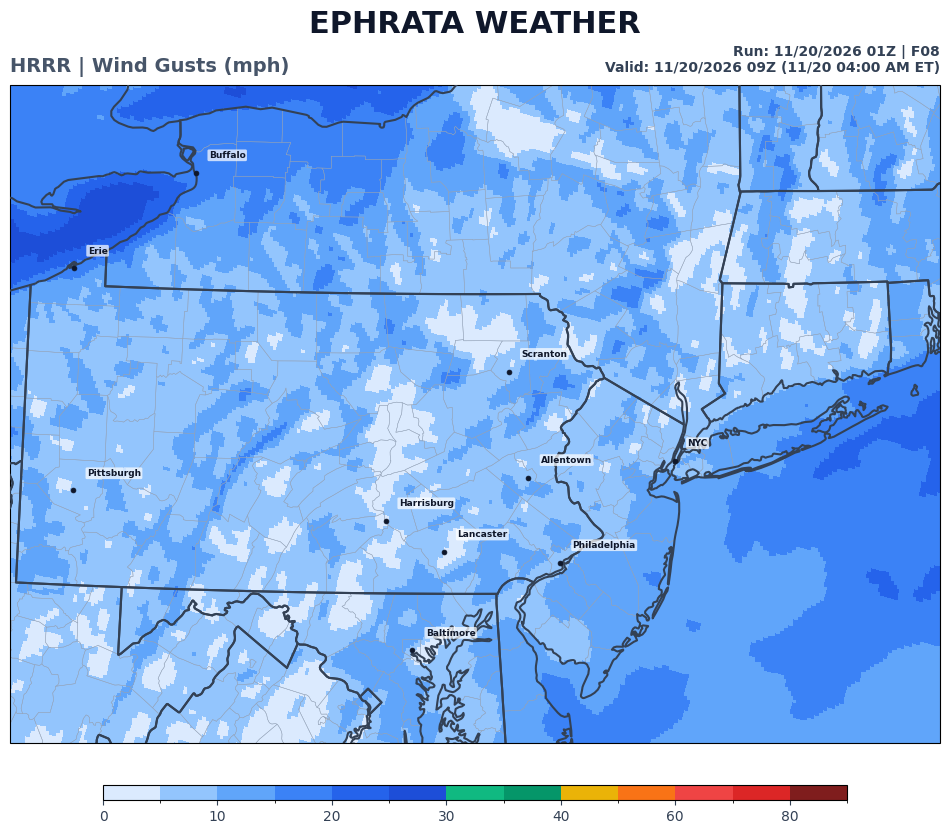 EPHRATA WEATHER
HRRR | Wind Gusts (mph)
Run: 11/20/2026 01Z | F08
Valid: 11/20/2026 09Z (11/20 04:00 AM ET)
Buffalo
Erie
Scranton
NYC
Allentown
Pittsburgh
Harrisburg
Lancaster
Philadelphia
Baltimore
0 10 20 30 40 60 80